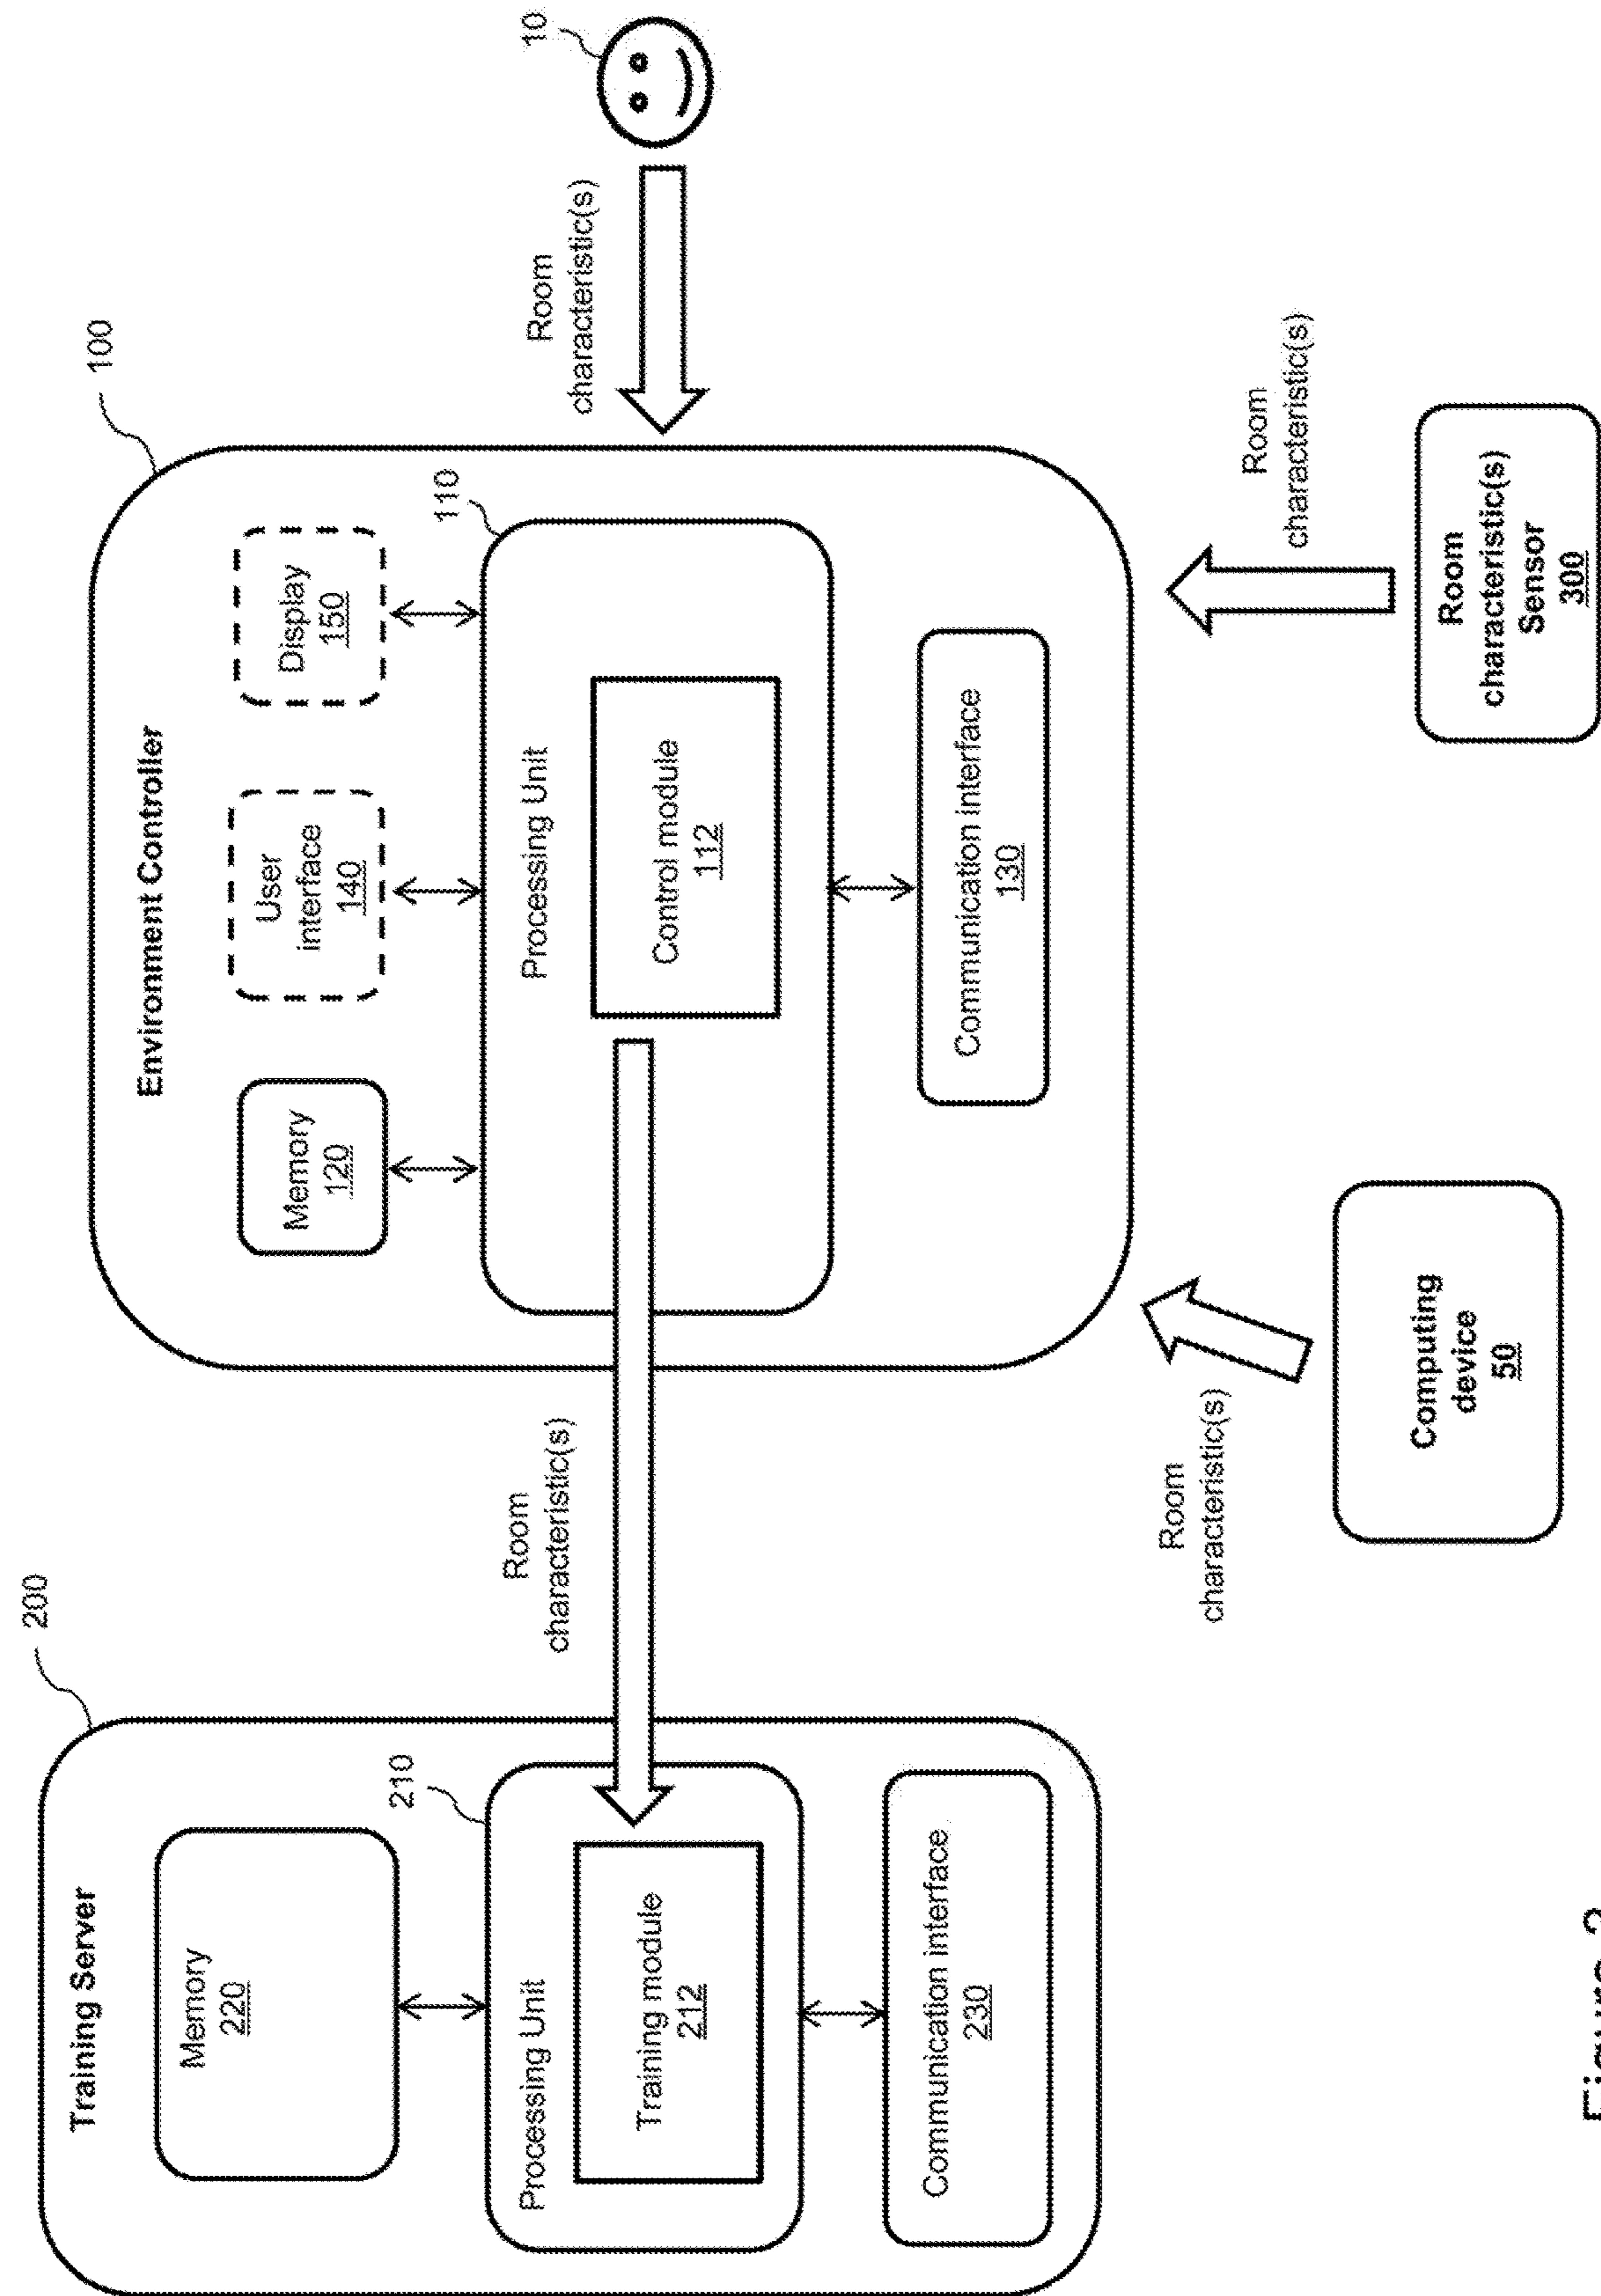 200
Training Server
Memory
220
210
Processing Unit
Training module
212
Communication interface
230
Room
characteristic(s)
100
Environment Controller
Memory
120
User
interface
140
Display
150
110
Processing Unit
Control module
112
Communication interface
130
Room
characteristic(s)
10
Room
characteristic(s)
Computing
device
50
Room
characteristic(s)
Room
characteristic(s)
Sensor
300
Figure 2